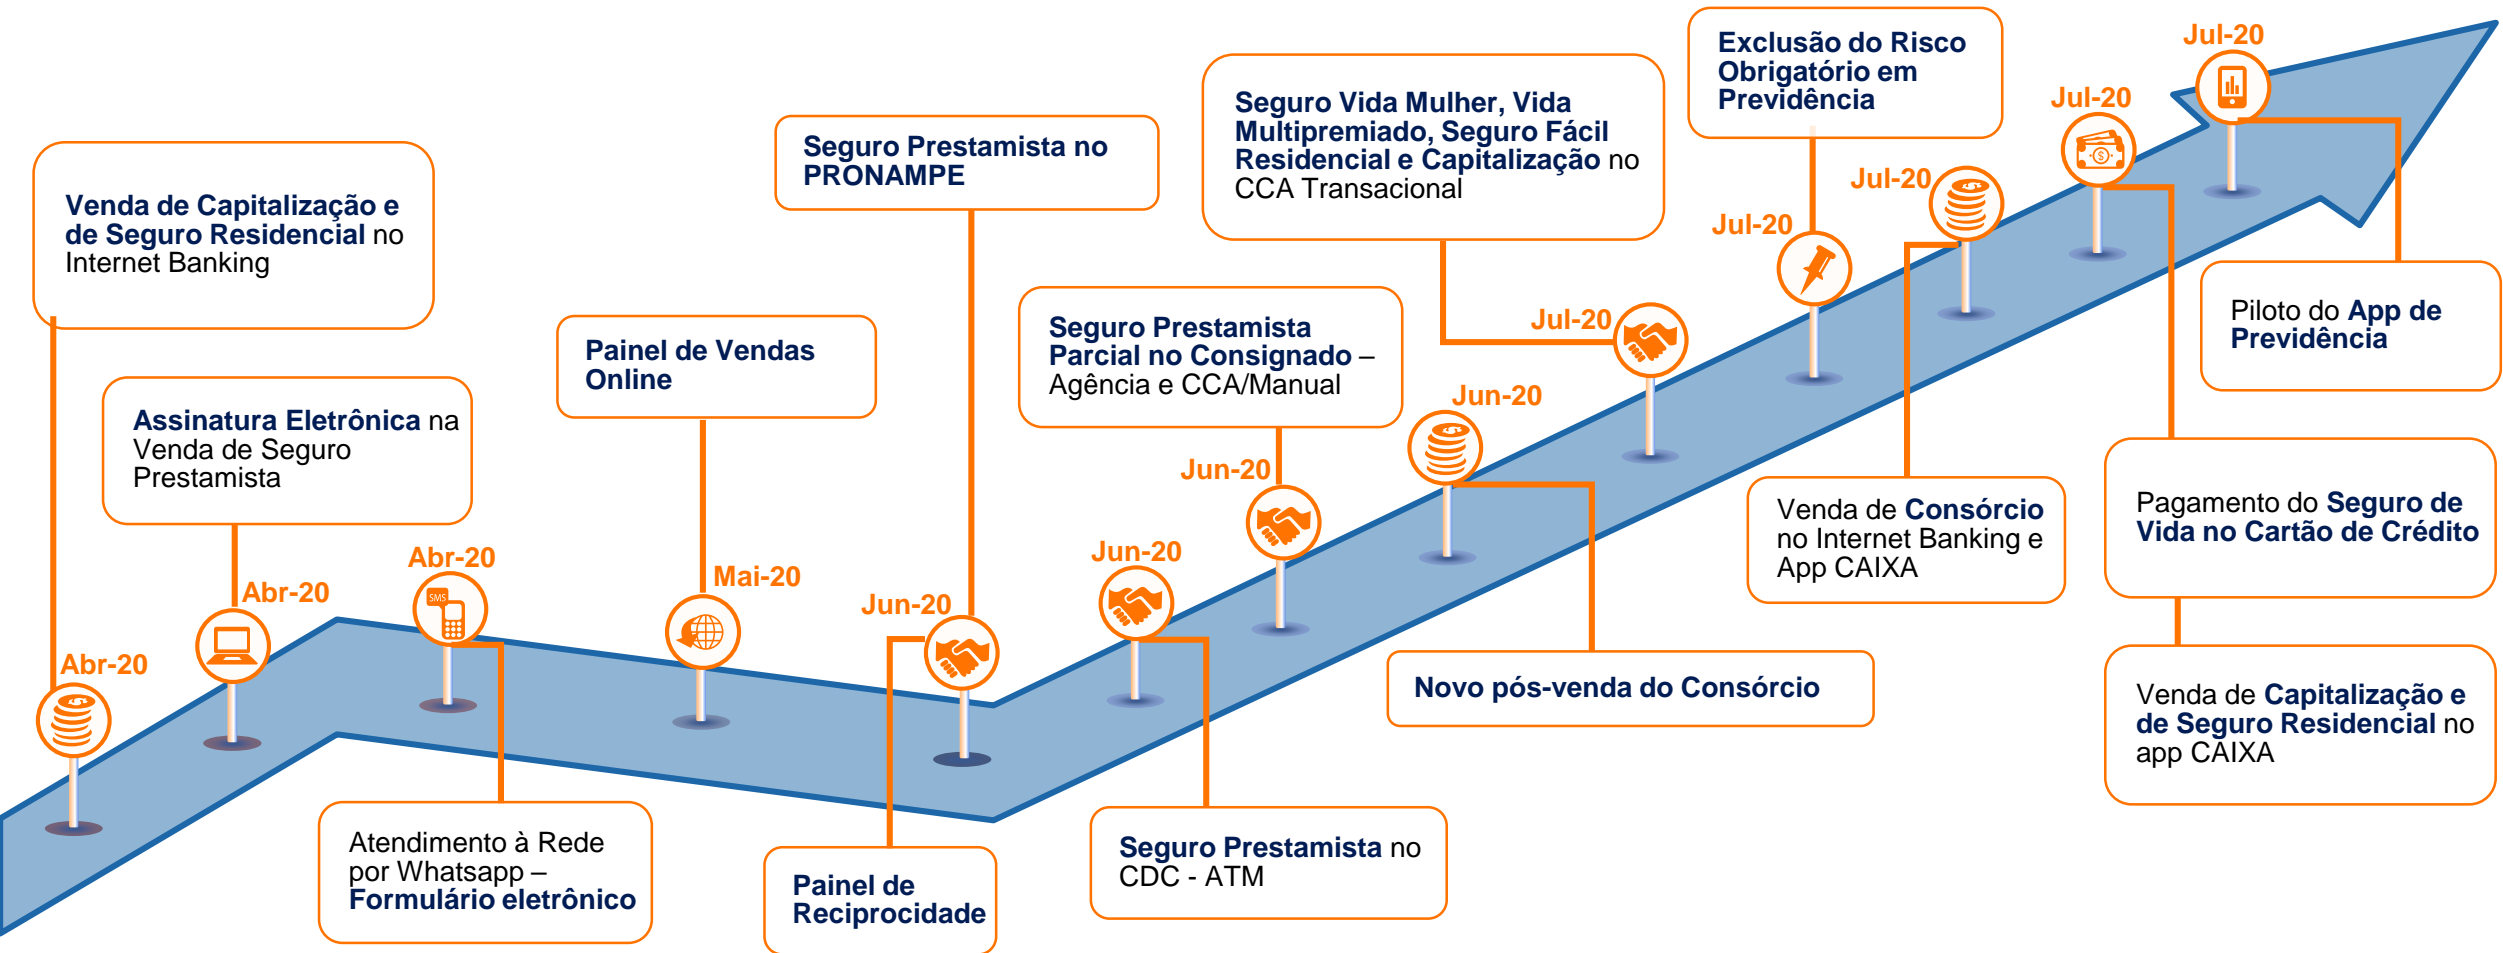 Venda de Capitalização e
de Seguro Residencial no
Internet Banking
Abr-20
Assinatura Eletrônica na
Venda de Seguro
Prestamista
Abr-20
Abr-20
SMS
Atendimento à Rede
por Whatsapp –
Formulário eletrônico
Painel de Vendas
Online
Mai-20
Seguro Prestamista no
PRONAMPE
Jun-20
Painel de
Reciprocidade
Jun-20
Seguro Prestamista no
CDC - ATM
Seguro Prestamista
Parcial no Consignado –
Agência e CCA/Manual
Jun-20
Jun-20
$
Novo pós-venda do Consórcio
Seguro Vida Mulher, Vida
Multipremiado, Seguro Fácil
Residencial e Capitalização no
CCA Transacional
Jul-20
Exclusão do Risco
Obrigatório em
Previdência
Jul-20
Jul-20
Venda de Consórcio
no Internet Banking e
App CAIXA
Jul-20
$
Pagamento do Seguro de
Vida no Cartão de Crédito
Venda de Capitalização e
de Seguro Residencial no
app CAIXA
Jul-20
Piloto do App de
Previdência